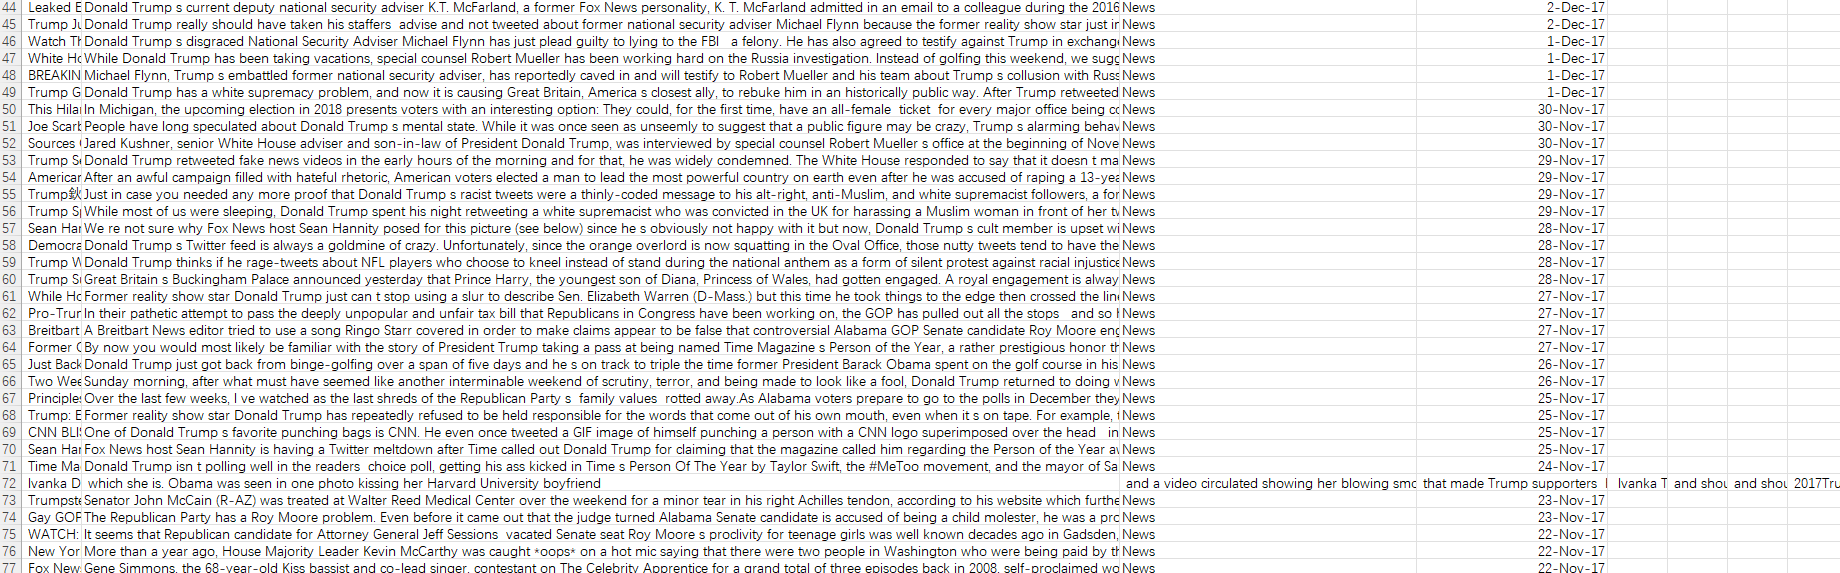 44 Leaked E Donald Trump s current deputy national security adviser K.T. McFarland, a former Fox News personality, K. T. McFarland admitted in an email to a colleague during the 2016 News 2-Dec-17
45 Trump Ju Donald Trump really should have taken his staffers  advise and not tweeted about former national security adviser Michael Flynn because the former reality show star just in News 2-Dec-17
46 Watch Th Donald Trump s disgraced National Security Adviser Michael Flynn has just plead guilty to lying to the FBI  a felony. He has also agreed to testify against Trump in exchang News 1-Dec-17
47 White Ho While Donald Trump has been taking vacations, special counsel Robert Mueller has been working hard on the Russia investigation. Instead of golfing this weekend, we sugg News 1-Dec-17
48 BREAKIN Michael Flynn, Trump s embattled former national security adviser, has reportedly caved in and will testify to Robert Mueller and his team about Trump s collusion with Russ News 1-Dec-17
49 Trump G Donald Trump has a white supremacy problem, and now it is causing Great Britain, America s closest ally, to rebuke him in an historically public way. After Trump retweeted News 1-Dec-17
50 This Hila In Michigan, the upcoming election in 2018 presents voters with an interesting option: They could, for the first time, have an all-female  ticket  for every major office being co News 30-Nov-17
51 Joe Scarb People have long speculated about Donald Trump s mental state. While it was once seen as unseemly to suggest that a public figure may be crazy, Trump s alarming behav News 30-Nov-17
52 Sources Jared Kushner, senior White House adviser and son-in-law of President Donald Trump, was interviewed by special counsel Robert Mueller s office at the beginning of Nove News 30-Nov-17
53 Trump S Donald Trump retweeted fake news videos in the early hours of the morning and for that, he was widely condemned. The White House responded to say that it doesn t ma News 29-Nov-17
54 American After an awful campaign filled with hateful rhetoric, American voters elected a man to lead the most powerful country on earth even after he was accused of raping a 13-yea News 29-Nov-17
55 Trump Just in case you needed any more proof that Donald Trump s racist tweets were a thinly-coded message to his alt-right, anti-Muslim, and white supremacist followers, a for News 29-Nov-17
56 Trump Sp While most of us were sleeping, Donald Trump spent his night retweeting a white supremacist who was convicted in the UK for harassing a Muslim woman in front of her tw News 29-Nov-17
57 Sean Har We re not sure why Fox News host Sean Hannity posed for this picture (see below) since he s obviously not happy with it but now, Donald Trump s cult member is upset wi News 28-Nov-17
58 Democra Donald Trump s Twitter feed is always a goldmine of crazy. Unfortunately, since the orange overlord is now squatting in the Oval Office, those nutty tweets tend to have the News 28-Nov-17
59 Trump W Donald Trump thinks if he rage-tweets about NFL players who choose to kneel instead of stand during the national anthem as a form of silent protest against racial injustice News 28-Nov-17
60 Trump S Great Britain s Buckingham Palace announced yesterday that Prince Harry, the youngest son of Diana, Princess of Wales, had gotten engaged. A royal engagement is alway News 28-Nov-17
61 While Ho Former reality show star Donald Trump just can t stop using a slur to describe Sen. Elizabeth Warren (D-Mass.) but this time he took things to the edge then crossed the lin News 27-Nov-17
62 Pro-Trum In their pathetic attempt to pass the deeply unpopular and unfair tax bill that Republicans in Congress have been working on, the GOP has pulled out all the stops  and so News 27-Nov-17
63 Breitbart A Breitbart News editor tried to use a song Ringo Starr covered in order to make claims appear to be false that controversial Alabama GOP Senate candidate Roy Moore eng News 27-Nov-17
64 Former By now you would most likely be familiar with the story of President Trump taking a pass at being named Time Magazine s Person of the Year, a rather prestigious honor th News 27-Nov-17
65 Just Back Donald Trump just got back from binge-golfing over a span of five days and he s on track to triple the time former President Barack Obama spent on the golf course in his News 26-Nov-17
66 Two Wee Sunday morning, after what must have seemed like another interminable weekend of scrutiny, terror, and being made to look like a fool, Donald Trump returned to doing w News 26-Nov-17
67 Principles Over the last few weeks, I ve watched as the last shreds of the Republican Party s  family values  rotted away.As Alabama voters prepare to go to the polls in December they News 25-Nov-17
68 Trump: E Former reality show star Donald Trump has repeatedly refused to be held responsible for the words that come out of his own mouth, even when it s on tape. For example, News 25-Nov-17
69 CNN BLI One of Donald Trump s favorite punching bags is CNN. He even once tweeted a GIF image of himself punching a person with a CNN logo superimposed over the head  in News 25-Nov-17
70 Sean Har Fox News host Sean Hannity is having a Twitter meltdown after Time called out Donald Trump for claiming that the magazine called him regarding the Person of the Year av News 25-Nov-17
71 Time Ma Donald Trump isn t polling well in the readers  choice poll, getting his ass kicked in Time s Person Of The Year by Taylor Swift, the #MeToo movement, and the mayor of Sa News 24-Nov-17
72 Ivanka D which she is. Obama was seen in one photo kissing her Harvard University boyfriend and a video circulated showing her blowing smo that made Trump supporters Ivanka T and shou and shou 2017Tru
73 Trumpste Senator John McCain (R-AZ) was treated at Walter Reed Medical Center over the weekend for a minor tear in his right Achilles tendon, according to his website which furthe News 23-Nov-17
74 Gay GOP The Republican Party has a Roy Moore problem. Even before it came out that the judge turned Alabama Senate candidate is accused of being a child molester, he was a pro News 23-Nov-17
75 WATCH: It seems that Republican candidate for Attorney General Jeff Sessions  vacated Senate seat Roy Moore s proclivity for teenage girls was well known decades ago in Gadsden, News 22-Nov-17
76 New Yor More than a year ago, House Majority Leader Kevin McCarthy was caught *oops* on a hot mic saying that there were two people in Washington who were being paid by th News 22-Nov-17
77 Fox New Gene Simmons, the 68-year-old Kiss bassist and co-lead singer, contestant on The Celebrity Apprentice for a grand total of three episodes back in 2008, self-proclaimed wo News 22-Nov-17